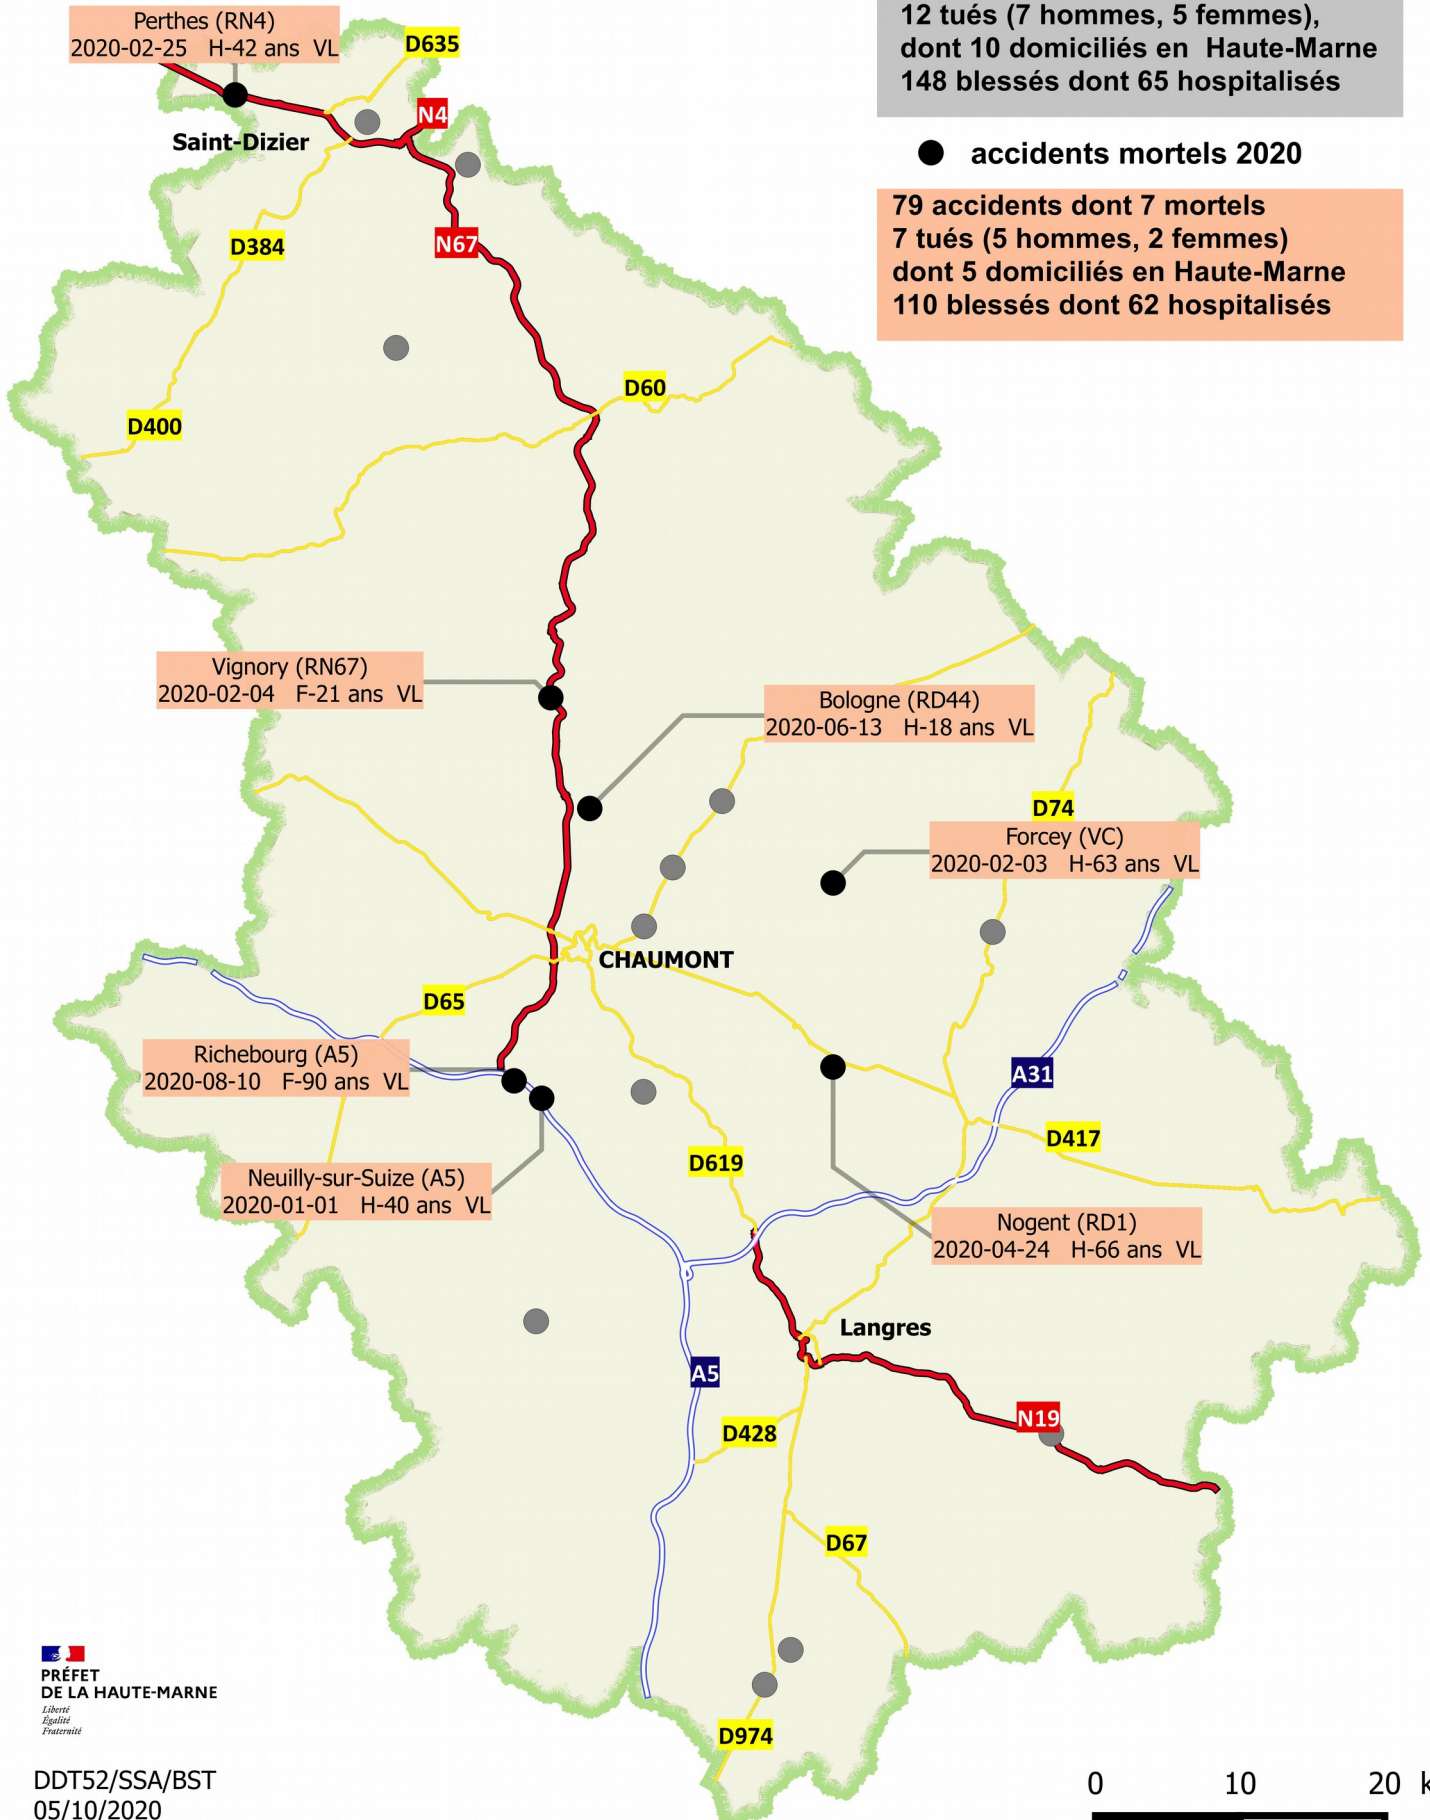 Perthes (RN4)
2020-02-25 H-42 ans VL
D635
12 tués (7 hommes, 5 femmes),
dont 10 domiciliés en Haute-Marne
148 blessés dont 65 hospitalisés
N4
Saint-Dizier
accidents mortels 2020
79 accidents dont 7 mortels
7 tués (5 hommes, 2 femmes)
dont 5 domiciliés en Haute-Marne
110 blessés dont 62 hospitalisés
D384
N67
D60
D400
Vignory (RN67)
2020-02-04 F-21 ans VL
Bologne (RD44)
2020-06-13 H-18 ans VL
D74
Forcey (VC)
2020-02-03 H-63 ans VL
CHAUMONT
D65
Richebourg (A5)
2020-08-10 F-90 ans VL
A31
D417
D619
Neuilly-sur-Suize (A5)
2020-01-01 H-40 ans VL
Nogent (RD1)
2020-04-24 H-66 ans VL
Langres
A5
N19
D428
D67
PRÉFET
DE LA HAUTE-MARNE
Liberté
Égalité
Fraternité
D974
DDT52/SSA/BST
05/10/2020
0 10 20 k